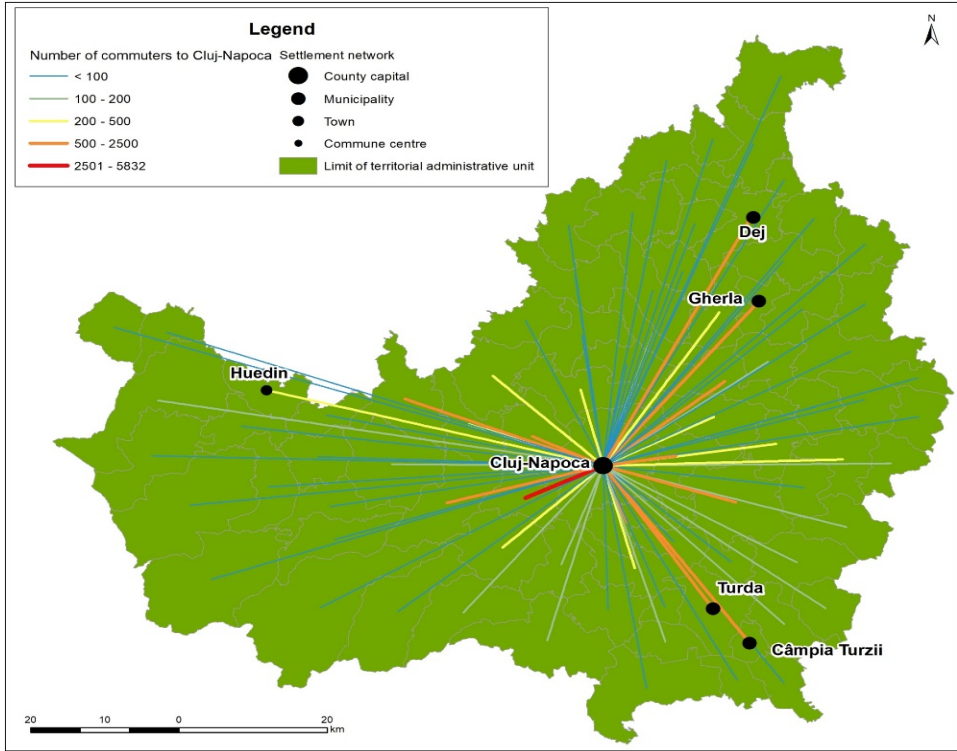 Legend
Number of commuters to Cluj-Napoca
< 100
100 - 200
200 - 500
500 - 2500
2501 - 5832
Settlement network
County capital
Municipality
Town
Commune centre
Limit of territorial administrative unit
N
Dej
Gherla
Huedin
Cluj-Napoca
Turda
Câmpia Turzii
20 10 0 20
km